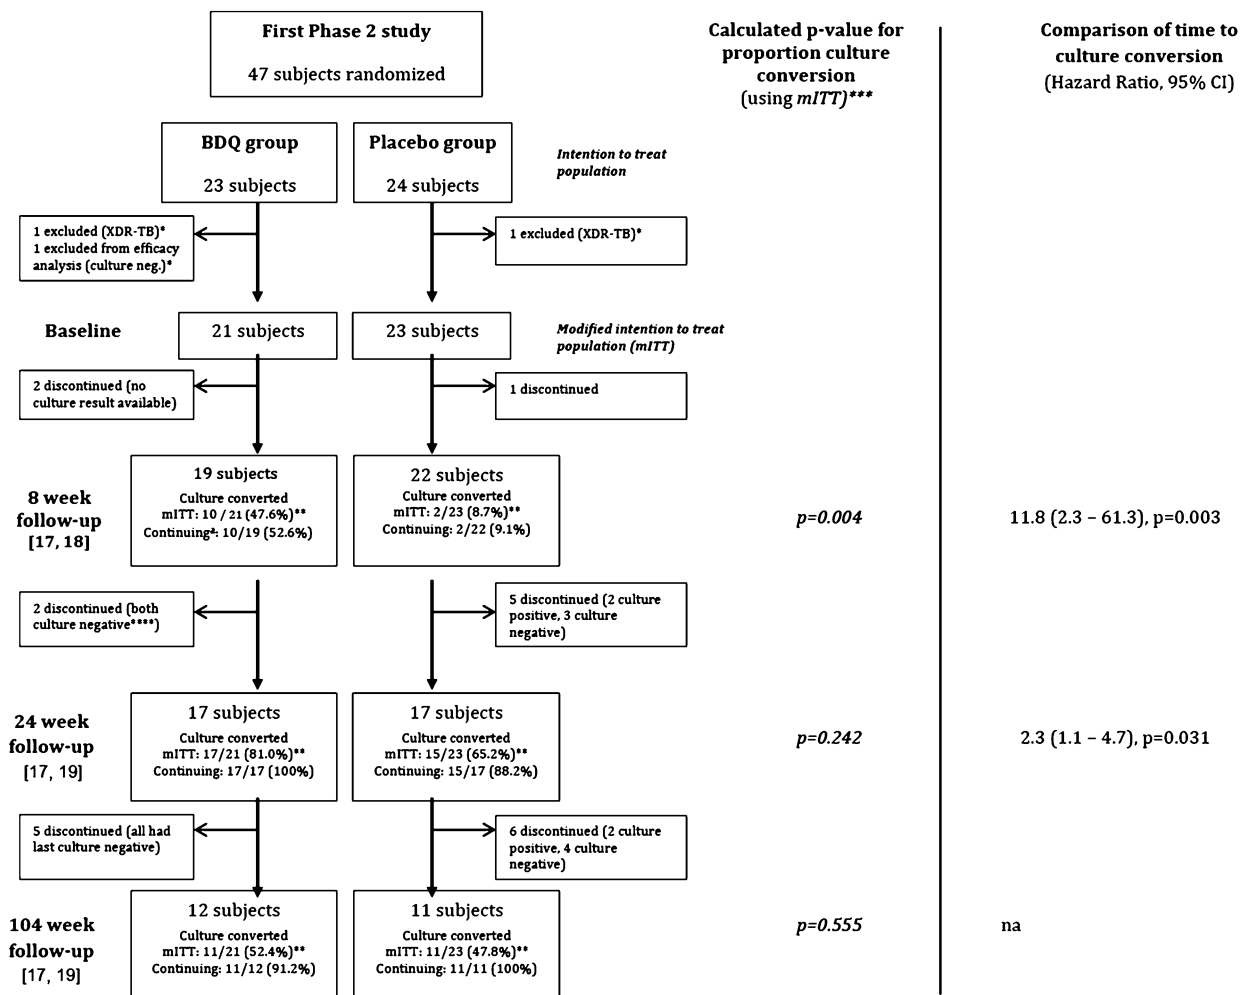 First Phase 2 study
47 subjects randomized
Calculated p-value for
proportion culture
conversion
(using mITT)***
Comparison of time to
culture conversion
(Hazard Ratio, 95% CI)
BDQ group
23 subjects
Placebo group
24 subjects
Intention to treat
population
1 excluded (XDR-TB)*
1 excluded from efficacy
analysis (culture neg.)*
1 excluded (XDR-TB)*
Baseline
21 subjects
23 subjects
Modified intention to treat
population (mITT)
2 discontinued (no
culture result available)
1 discontinued
8 week
follow-up
[17, 18]
19 subjects
Culture converted
mITT: 10 / 21 (47.6%)**
Continuingª: 10/19 (52.6%)
22 subjects
Culture converted
mITT: 2/23 (8.7%)**
Continuing: 2/22 (9.1%)
p=0.004
11.8 (2.3 – 61.3), p=0.003
2 discontinued (both
culture negative****)
5 discontinued (2 culture
positive, 3 culture
negative)
24 week
follow-up
[17, 19]
17 subjects
Culture converted
mITT: 17/21 (81.0%)**
Continuing: 17/17 (100%)
17 subjects
Culture converted
mITT: 15/23 (65.2%)**
Continuing: 15/17 (88.2%)
p=0.242
2.3 (1.1 – 4.7), p=0.031
5 discontinued (all had
last culture negative)
6 discontinued (2 culture
positive, 4 culture
negative)
104 week
follow-up
[17, 19]
12 subjects
Culture converted
mITT: 11/21 (52.4%)**
Continuing: 11/12 (91.2%)
11 subjects
Culture converted
mITT: 11/23 (47.8%)**
Continuing: 11/11 (100%)
p=0.555
na